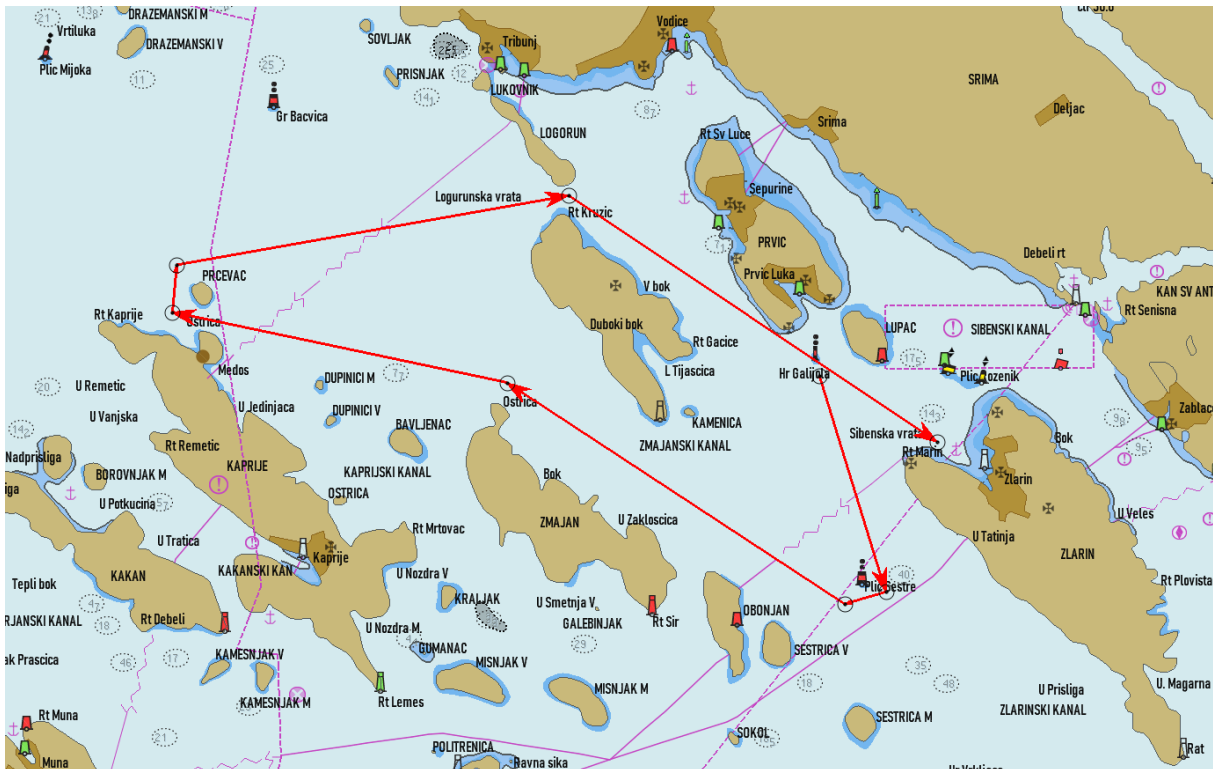 DRAZEMANSKI M
Vrtiluka
DRAZEMANSKI V
Plic Mijoka
Gr Bacvica
SOVLJAK
PRISNJAK
Tribunj
LUKOVNIK
LOGORUN
Vodice
SRIMA
Deljac
Srima
Rt Sv Luce
Sepurine
PRVIC
Prvic Luka
Logurunska vrata
Rt Kruzic
PRCEVAC
Rt Kaprije
Ostrica
Medos
V bok
Duboki bok
Rt Gacice
L Tijascica
KAMENICA
ZMAJANSKI KANAL
Hr Galijola
LUPAC
SIBENSKI KANAL
Debeli rt
KAN SV ANT
Rt Senisna
Plic Rozenik
Zablac
Bok
Sibenska vrata
Rt Marin
Zlarin
U Veles
U Tatinja
ZLARIN
Rt Plovista
U. Magarna
U Prisliga
ZLARINSKI KANAL
Rat
U Remetic
U Vanjska
U Jedinjaca
DUPINICI M
DUPINICI V
BAVLJENAC
Ostrica
Nadprisliga
BOROVNJAK M
Rt Remetic
KAPRIJE
KAPRIJSKI KANAL
OSTRICA
U Potkucina
U Tratica
Bok
ZMAJAN
U Zakloscica
Rt Mrtovac
Kaprije
KAKANSKI KAN
KAKAN
Tepli bok
Rt Debeli
RJANSKI KANAL
ak Prascica
U Nozdra V
KRALJAK
U Smetnja V
GALEBINJAK
Rt Sir
OBONJAN
Plic Sestre
U Nozdra M
GUMANAC
KAMESNJAK V
KAMESNJAK M
MISNJAK V
MISNJAK M
SESTRICA V
SESTRICA M
Rt Lemes
Rt Muna
Muna
POLITRENICA
Ravna sika
SOKOL